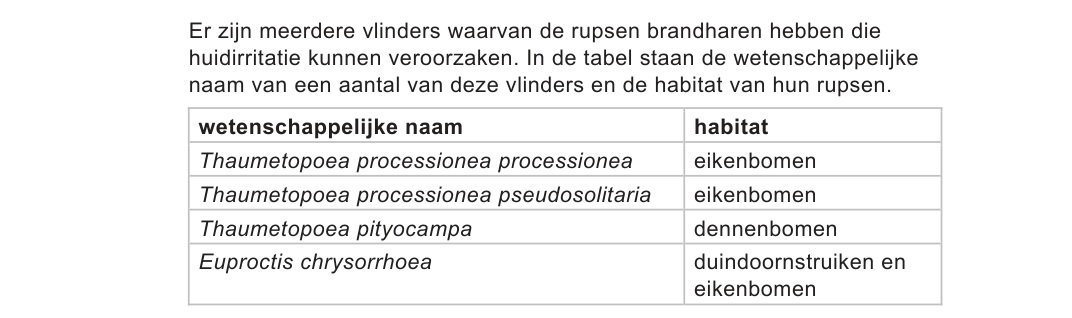 Er zijn meerdere vlinders waarvan de rupsen brandharen hebben die
huidirritatie kunnen veroorzaken. In de tabel staan de wetenschappelijke
naam van een aantal van deze vlinders en de habitat van hun rupsen.
wetenschappelijke naam habitat
Thaumetopoea processionea processionea eikenbomen
Thaumetopoea processionea pseudosolitaria eikenbomen
Thaumetopoea pityocampa dennenbomen
Euproctis chrysorrhoea duindoornstruiken en
eikenbomen